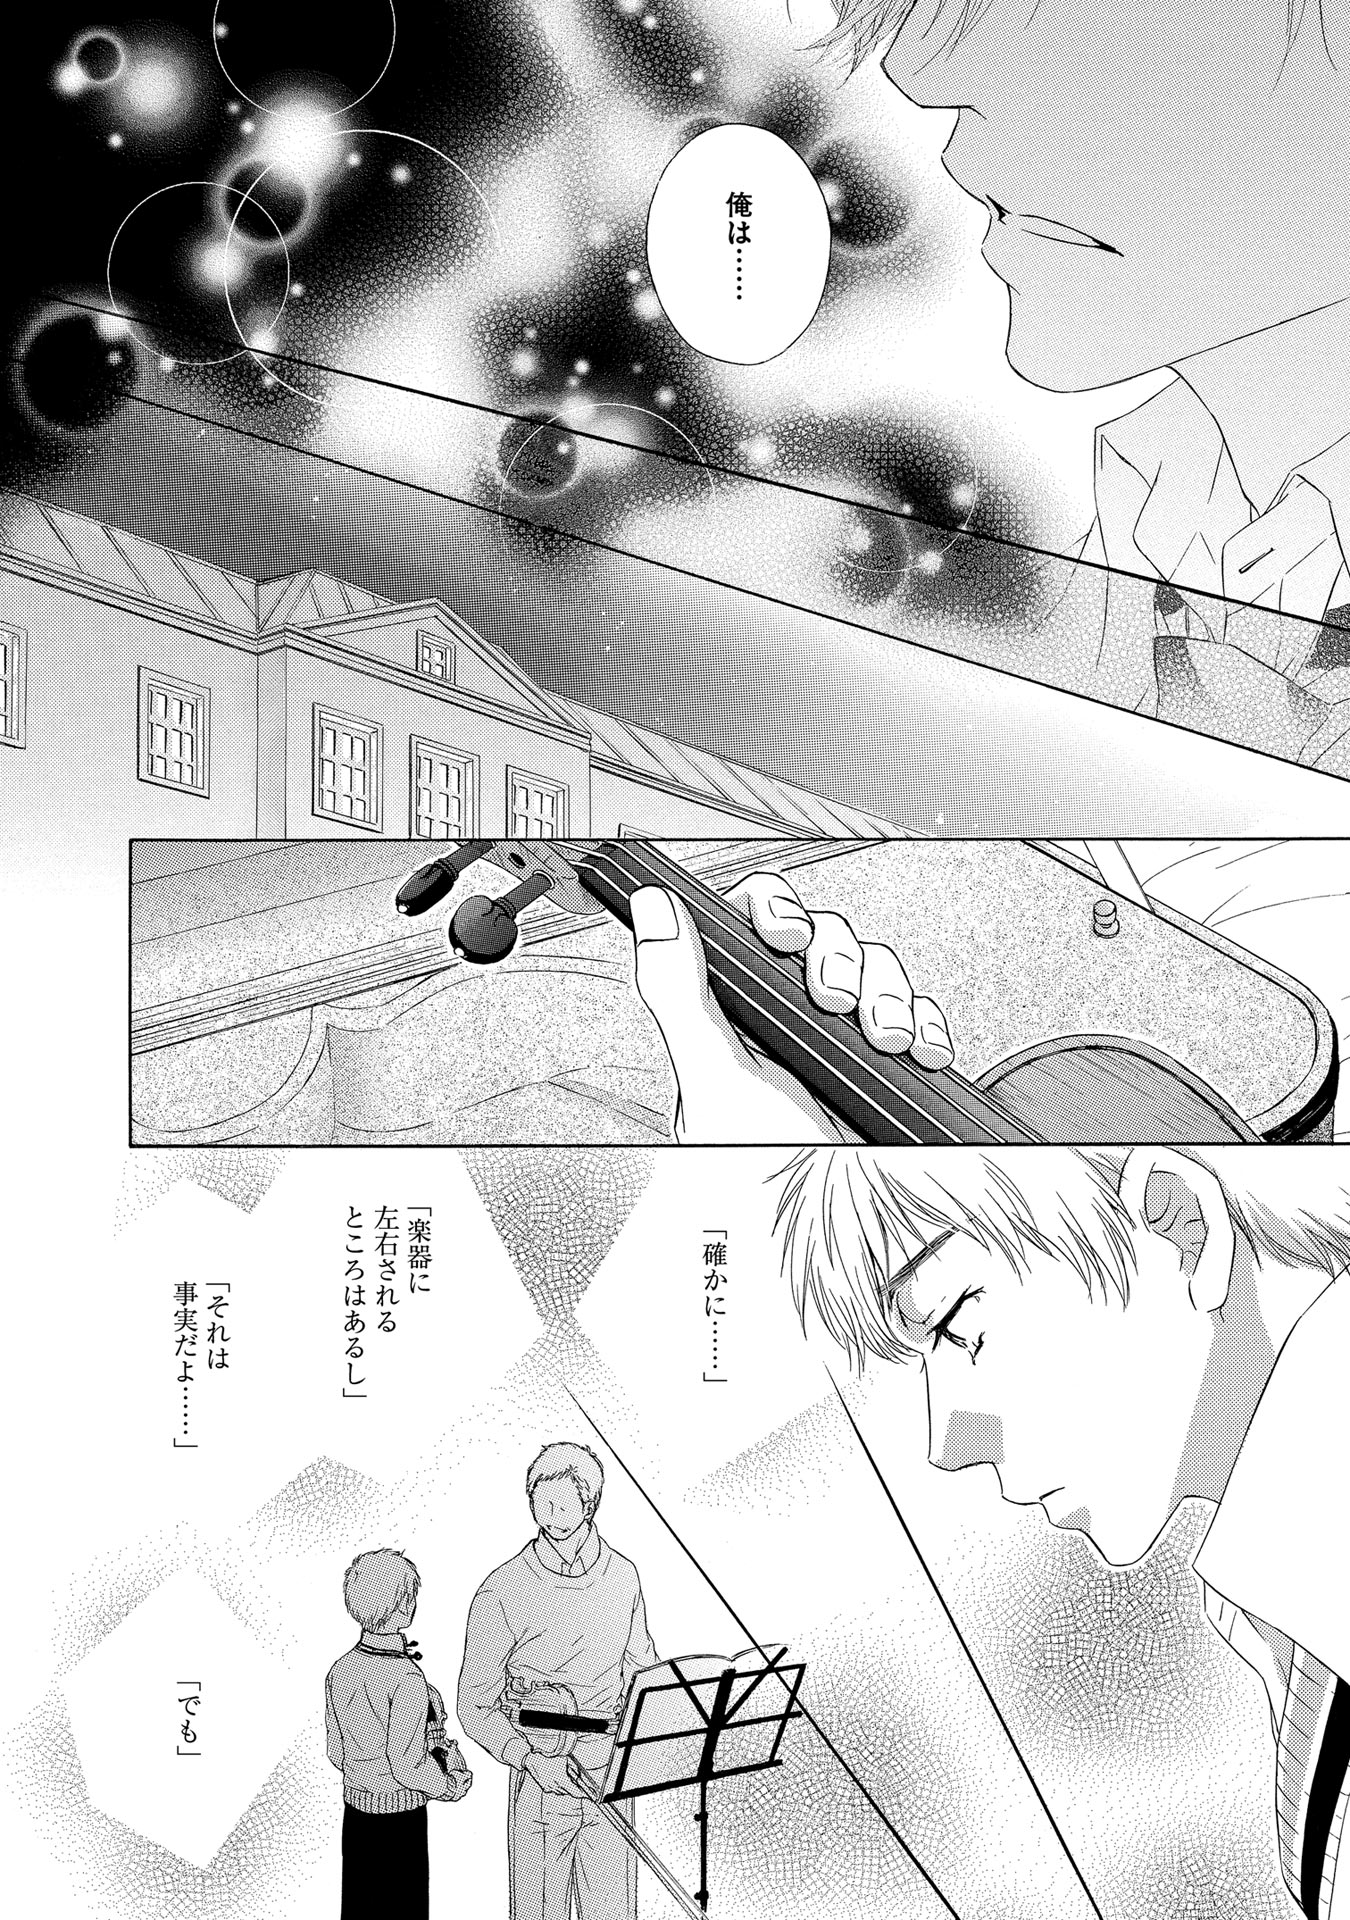 俺は……
「確かに……」
「楽器に
左右される
ところはあるし」
「それは
事実だよ……」
「でも」